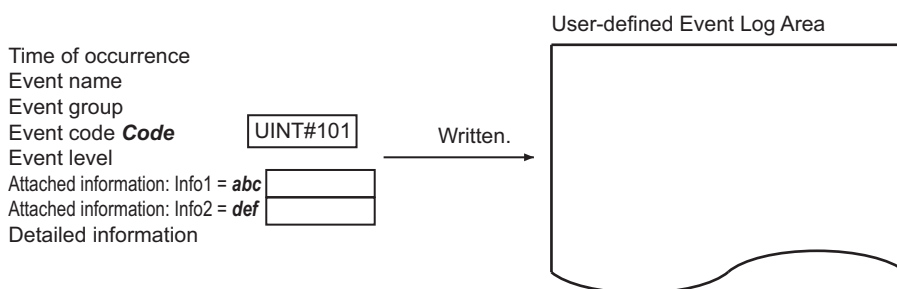 User-defined Event Log Area
Time of occurrence
Event name
Event group
Event code Code UINT#101
Written.
Event level
Attached information: Info1 = abc
Attached information: Info2 = def
Detailed information